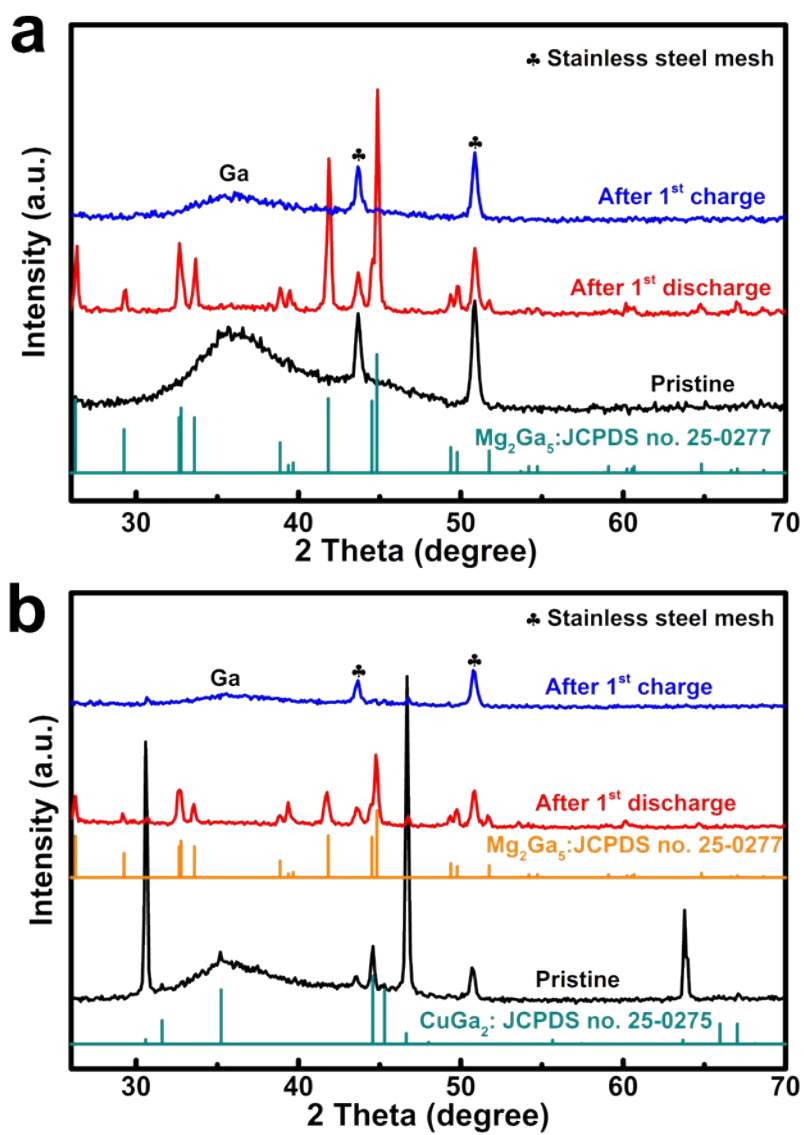 a
♣ Stainless steel mesh
Ga
♣
♣
After 1st charge
After 1st discharge
Pristine
Mg2Ga5:JCPDS no. 25-0277
Intensity (a.u.)
30 40 50 60 70
2 Theta (degree)
b
♣ Stainless steel mesh
Ga
♣
♣
After 1st charge
After 1st discharge
Mg2Ga5:JCPDS no. 25-0277
Pristine
CuGa2: JCPDS no. 25-0275
Intensity (a.u.)
30 40 50 60 70
2 Theta (degree)